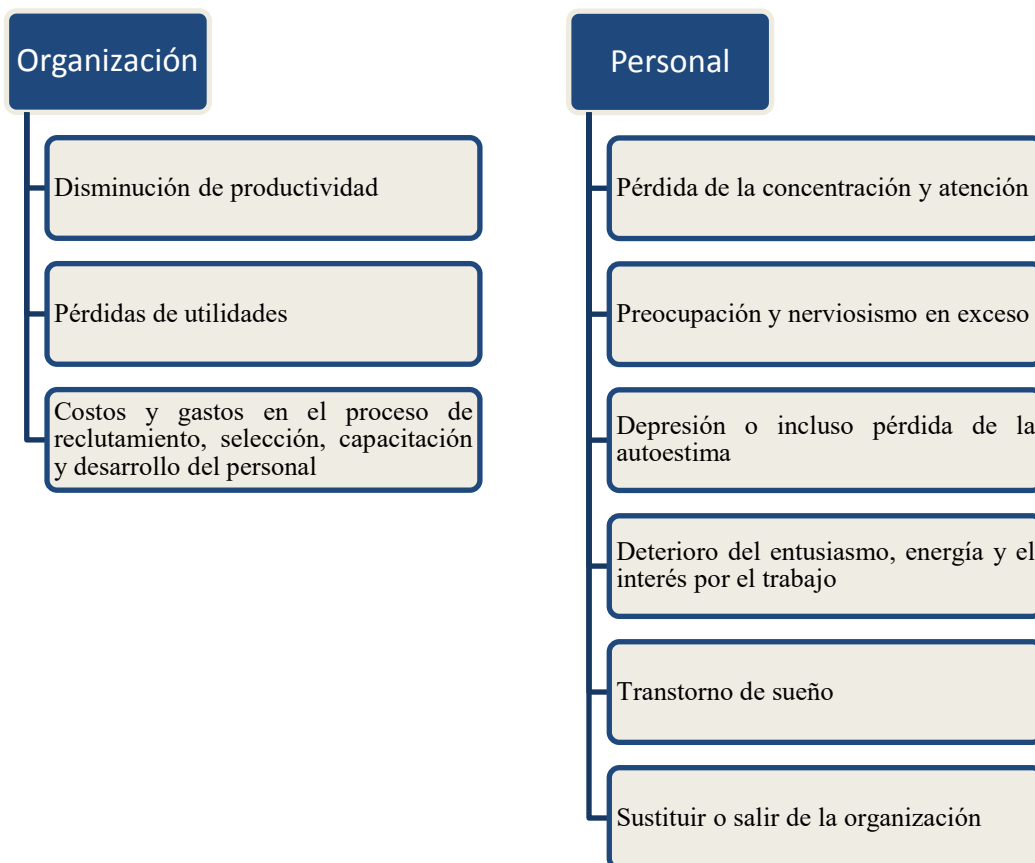 Organización
Disminución de productividad
Pérdidas de utilidades
Costos y gastos en el proceso de
reclutamiento, selección, capacitación
y desarrollo del personal
Personal
Pérdida de la concentración y atención
Preocupación y nerviosismo en exceso
Depresión o incluso pérdida de la
autoestima
Deterioro del entusiasmo, energía y el
interés por el trabajo
Transtorno de sueño
Sustituir o salir de la organización